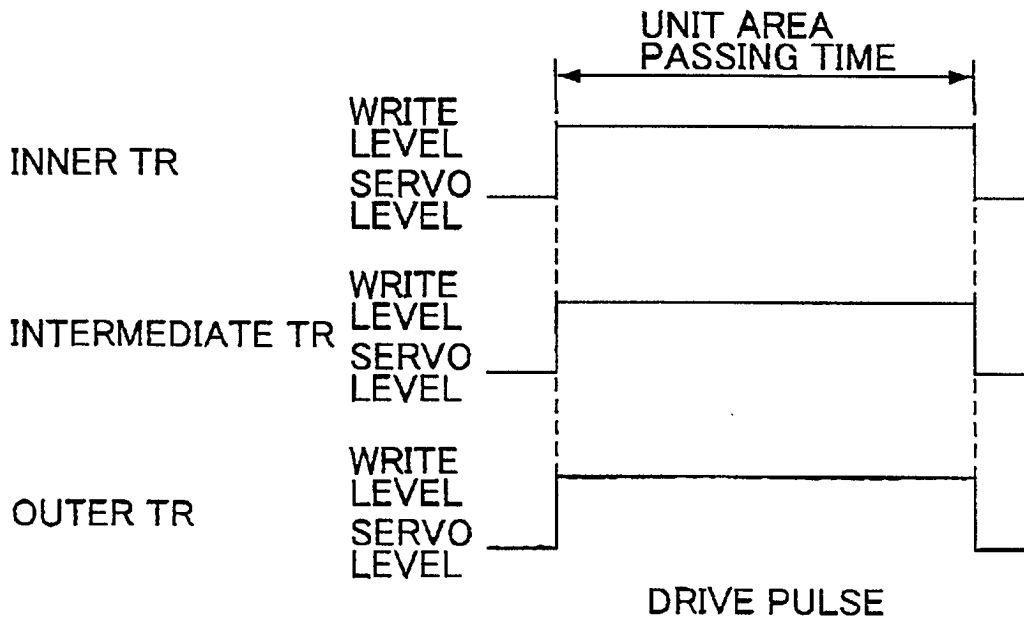 UNIT AREA
PASSING TIME
WRITE
LEVEL
INNER TR
SERVO
LEVEL
WRITE
LEVEL
INTERMEDIATE TR
SERVO
LEVEL
WRITE
LEVEL
OUTER TR
SERVO
LEVEL
DRIVE PULSE